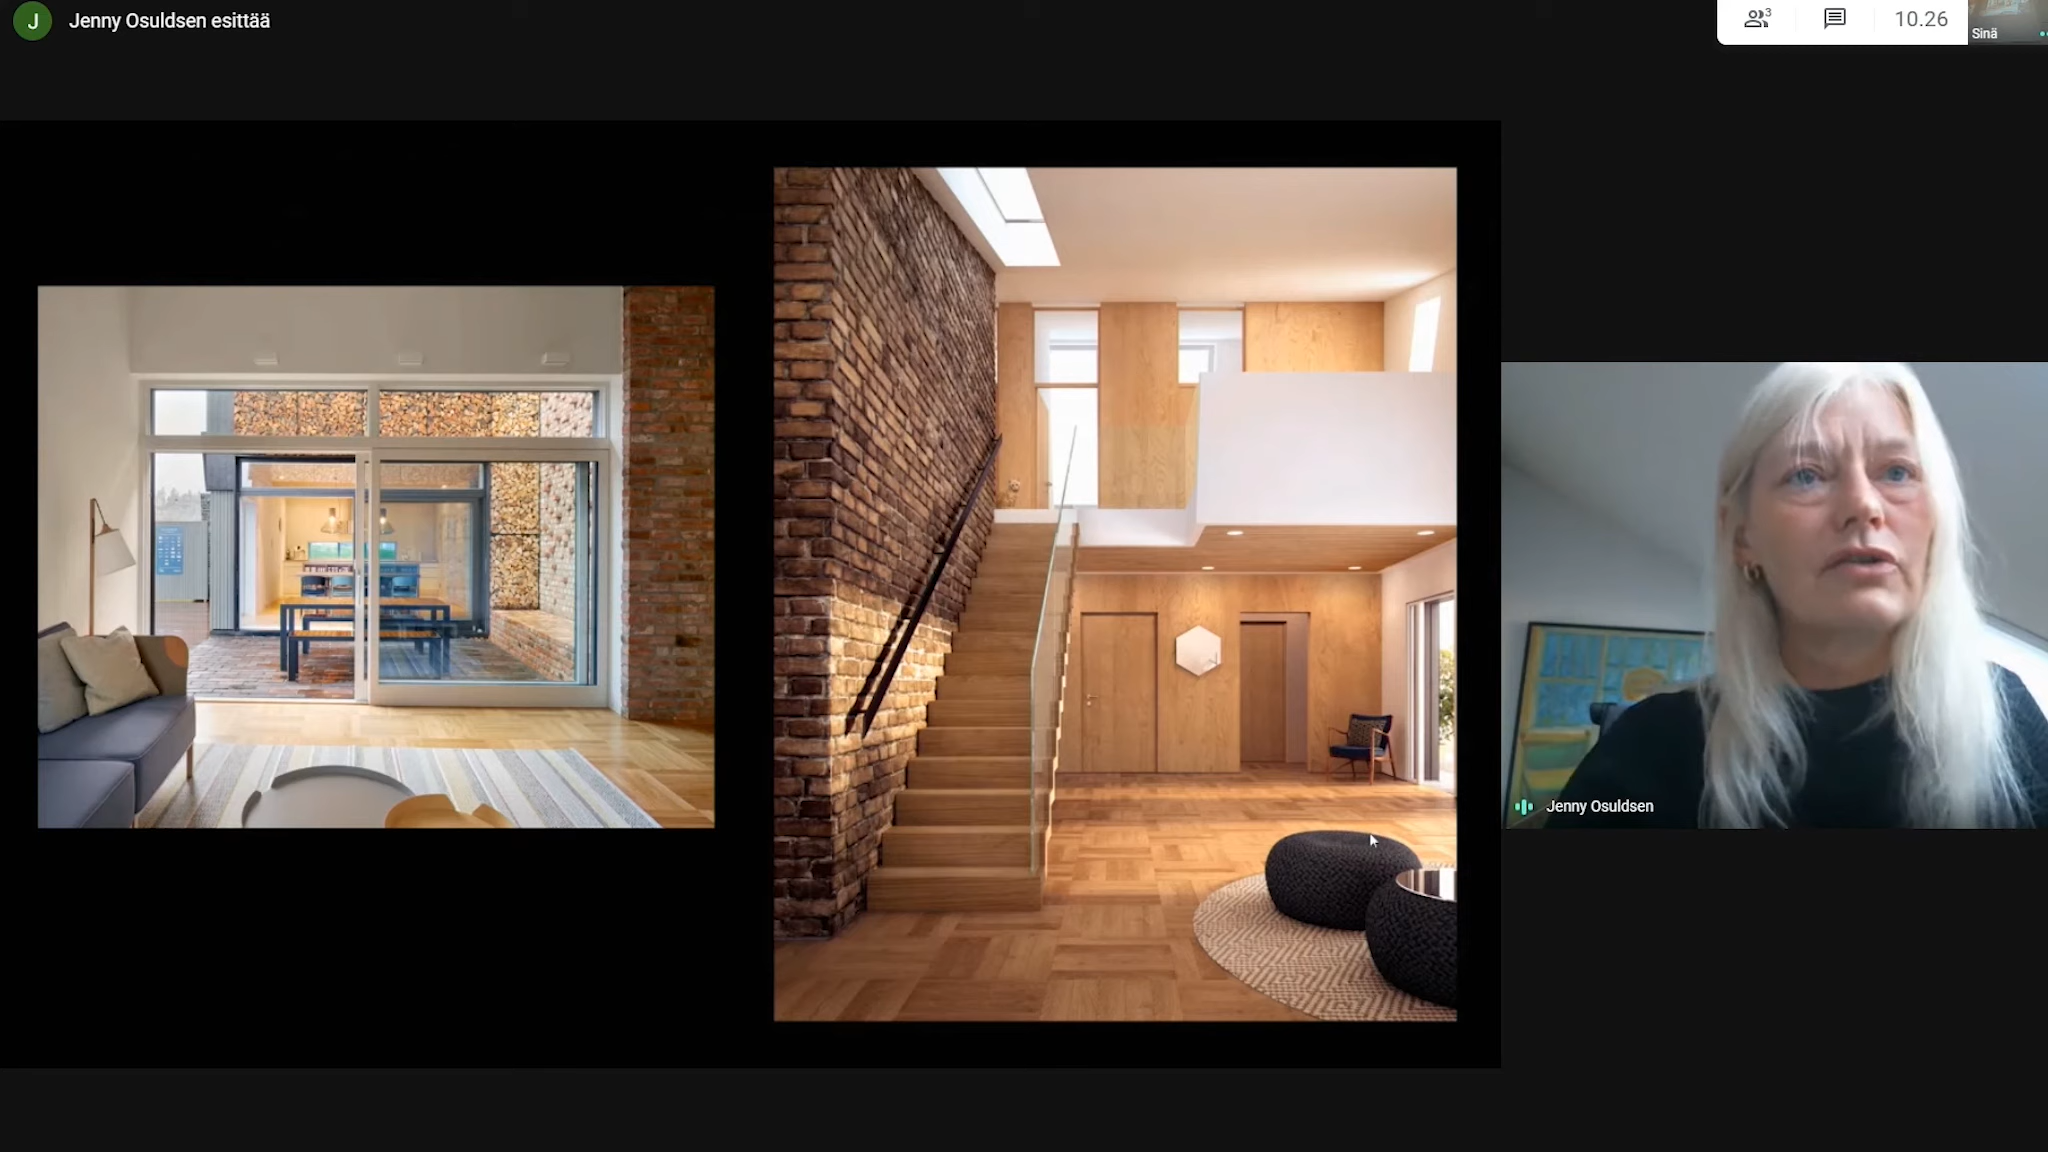 J
Jenny Osuldsen esittää
3
10.26
Sinä
Jenny Osuldsen